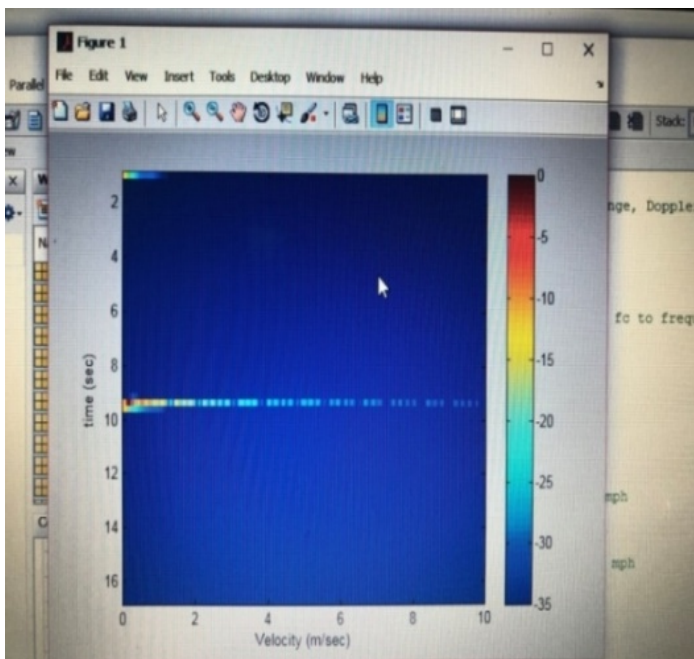 Figure 1
File Edit View Insert Tools Desktop Window Help
Parallel
Stack:
nge, Dopple
fc to freq
mph
mph
2
4
6
8
10
12
14
16
time (sec)
0 2 4 6 8 10
Velocity (m/sec)
0
-5
-10
-15
-20
-25
-30
-35